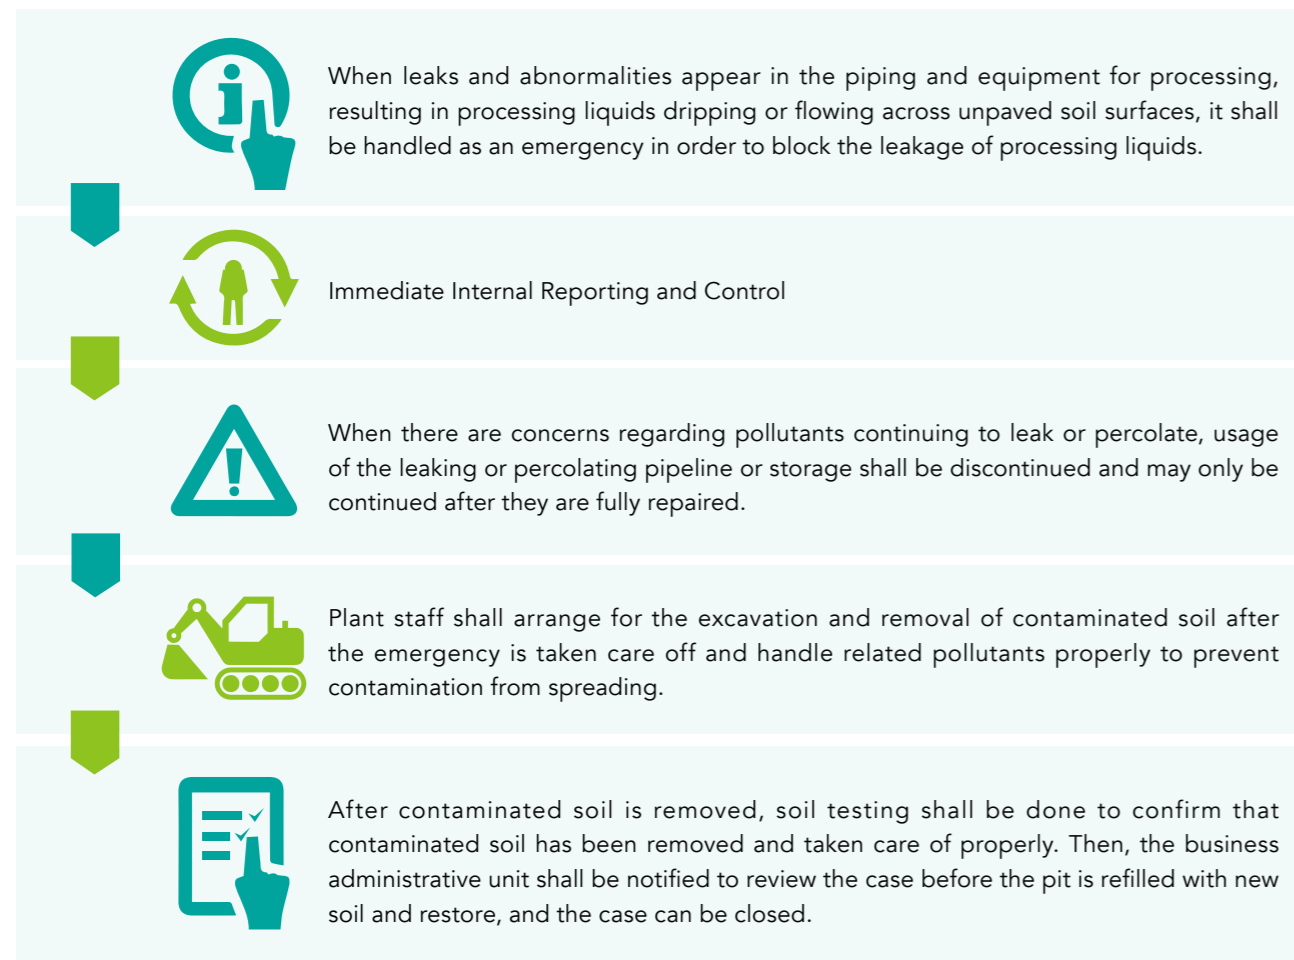 When leaks and abnormalities appear in the piping and equipment for processing,
resulting in processing liquids dripping or flowing across unpaved soil surfaces, it shall
be handled as an emergency in order to block the leakage of processing liquids.
Immediate Internal Reporting and Control
When there are concerns regarding pollutants continuing to leak or percolate, usage
of the leaking or percolating pipeline or storage shall be discontinued and may only be
continued after they are fully repaired.
Plant staff shall arrange for the excavation and removal of contaminated soil after
the emergency is taken care off and handle related pollutants properly to prevent
contamination from spreading.
After contaminated soil is removed, soil testing shall be done to confirm that
contaminated soil has been removed and taken care of properly. Then, the business
administrative unit shall be notified to review the case before the pit is refilled with new
soil and restore, and the case can be closed.